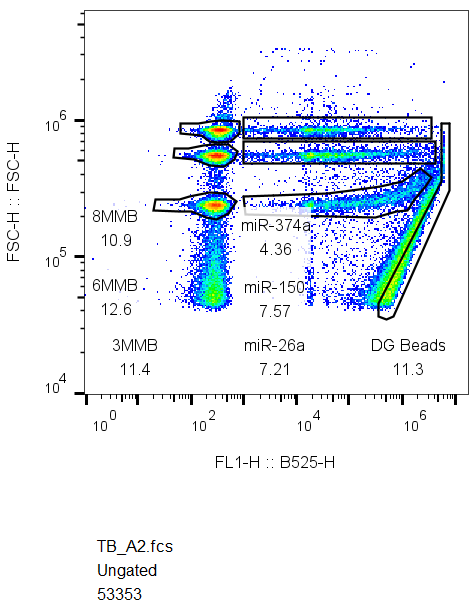 10^6
10^5
10^4
FSC-H :: FSC-H
8MMB
10.9
miR-374a
4.36
6MMB
12.6
miR-150
7.57
3MMB
11.4
miR-26a
7.21
DG Beads
11.3
10^0
10^2
10^4
10^6
FL1-H :: B525-H
TB_A2.fcs
Ungated
53353